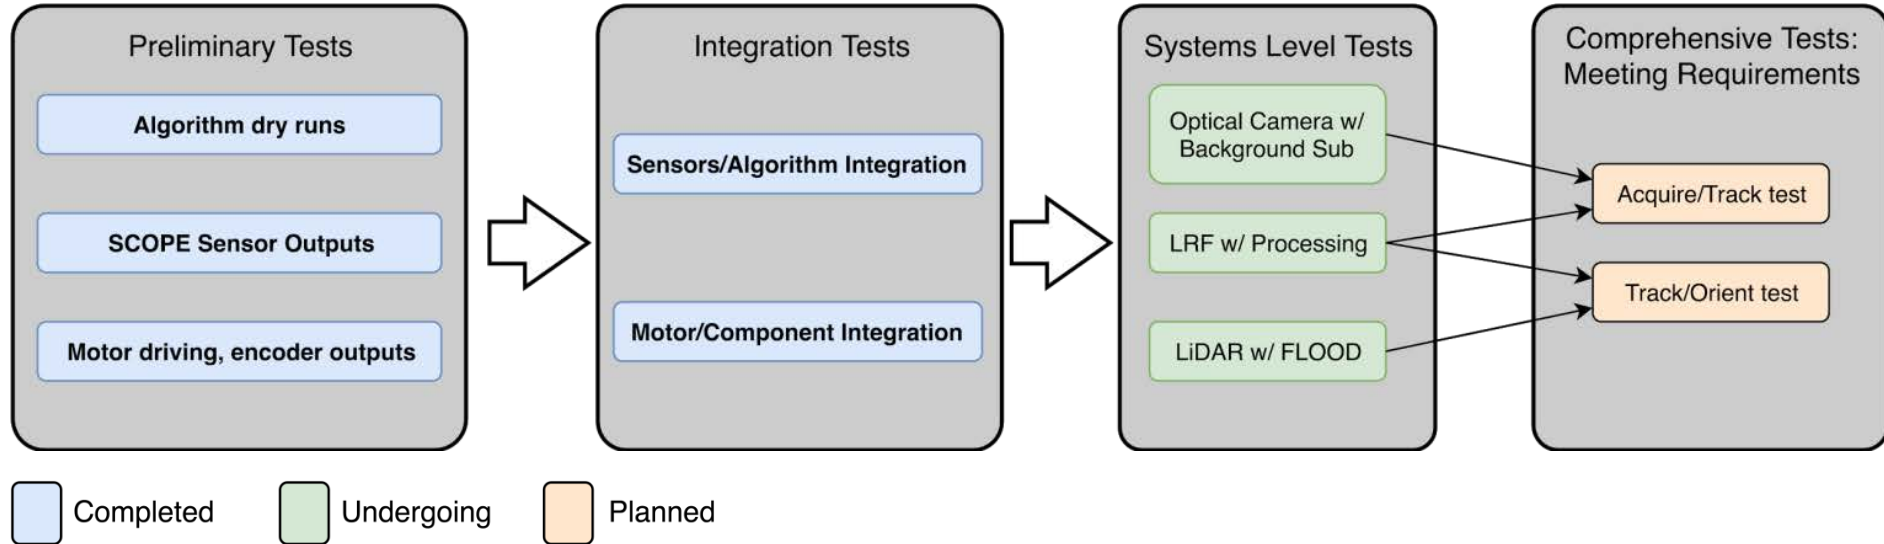 Preliminary Tests
Algorithm dry runs
SCOPE Sensor Outputs
Motor driving, encoder outputs
Integration Tests
Sensors/Algorithm Integration
Motor/Component Integration
Systems Level Tests
Optical Camera w/
Background Sub
LRF w/ Processing
LiDAR w/ FLOOD
Comprehensive Tests:
Meeting Requirements
Acquire/Track test
Track/Orient test
Completed
Undergoing
Planned